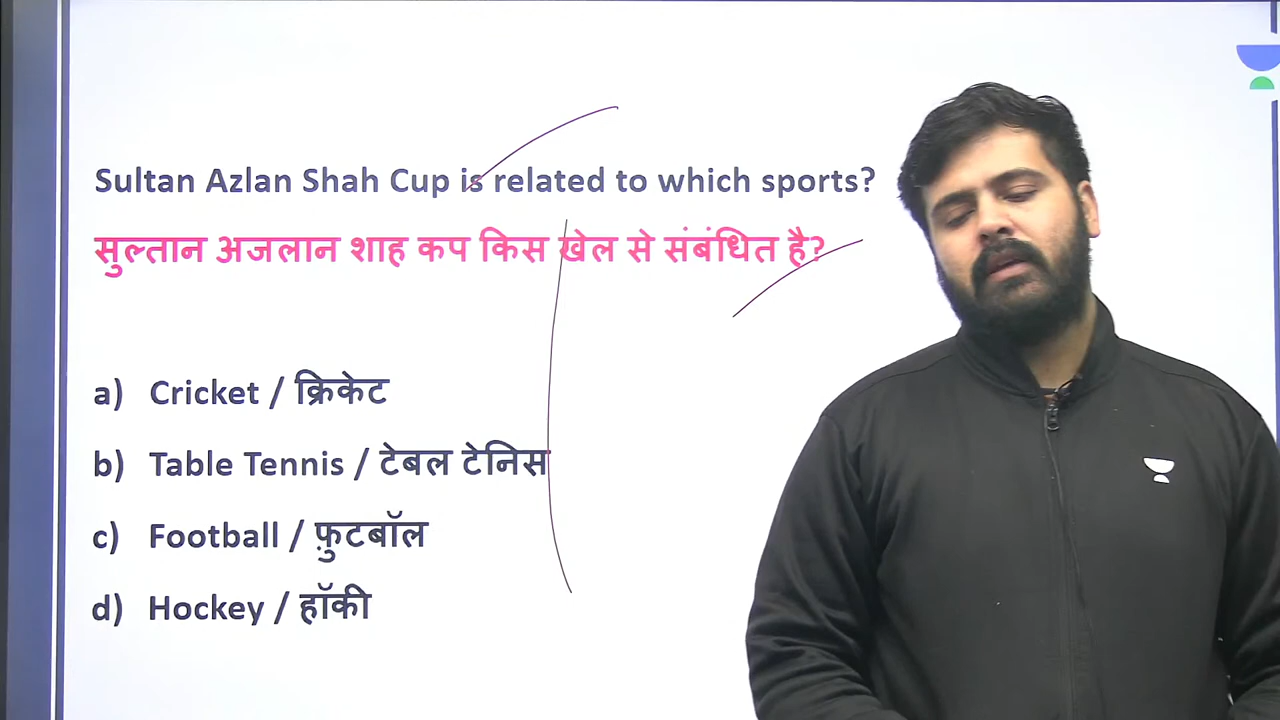 Sultan Azlan Shah Cup is related to which sports?
सुल्तान अजलान शाह कप किस खेल से संबंधित है?
a) Cricket / क्रिकेट
b) Table Tennis / टेबल टेनिस
c) Football / फ़ुटबॉल
d) Hockey / हॉकी